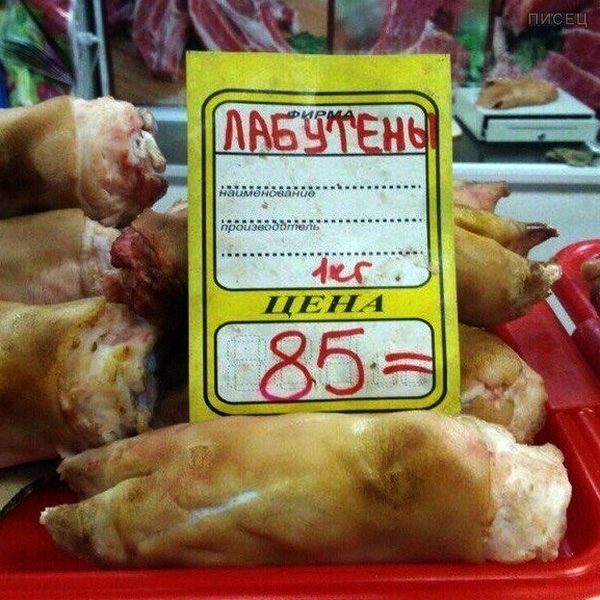 ПИСЕЦ
ФИРМА
ЛАБУТЕНЫ
наименование
производитель
1кг
ЦЕНА
85=